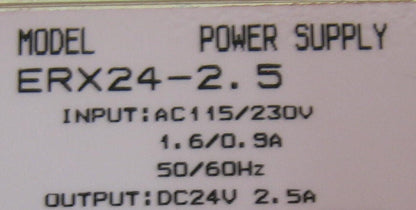 MODEL POWER SUPPLY
ERX24-2.5
INPUT:AC115/230V
1.6/0.9A
50/60Hz
OUTPUT:DC24V 2.5A